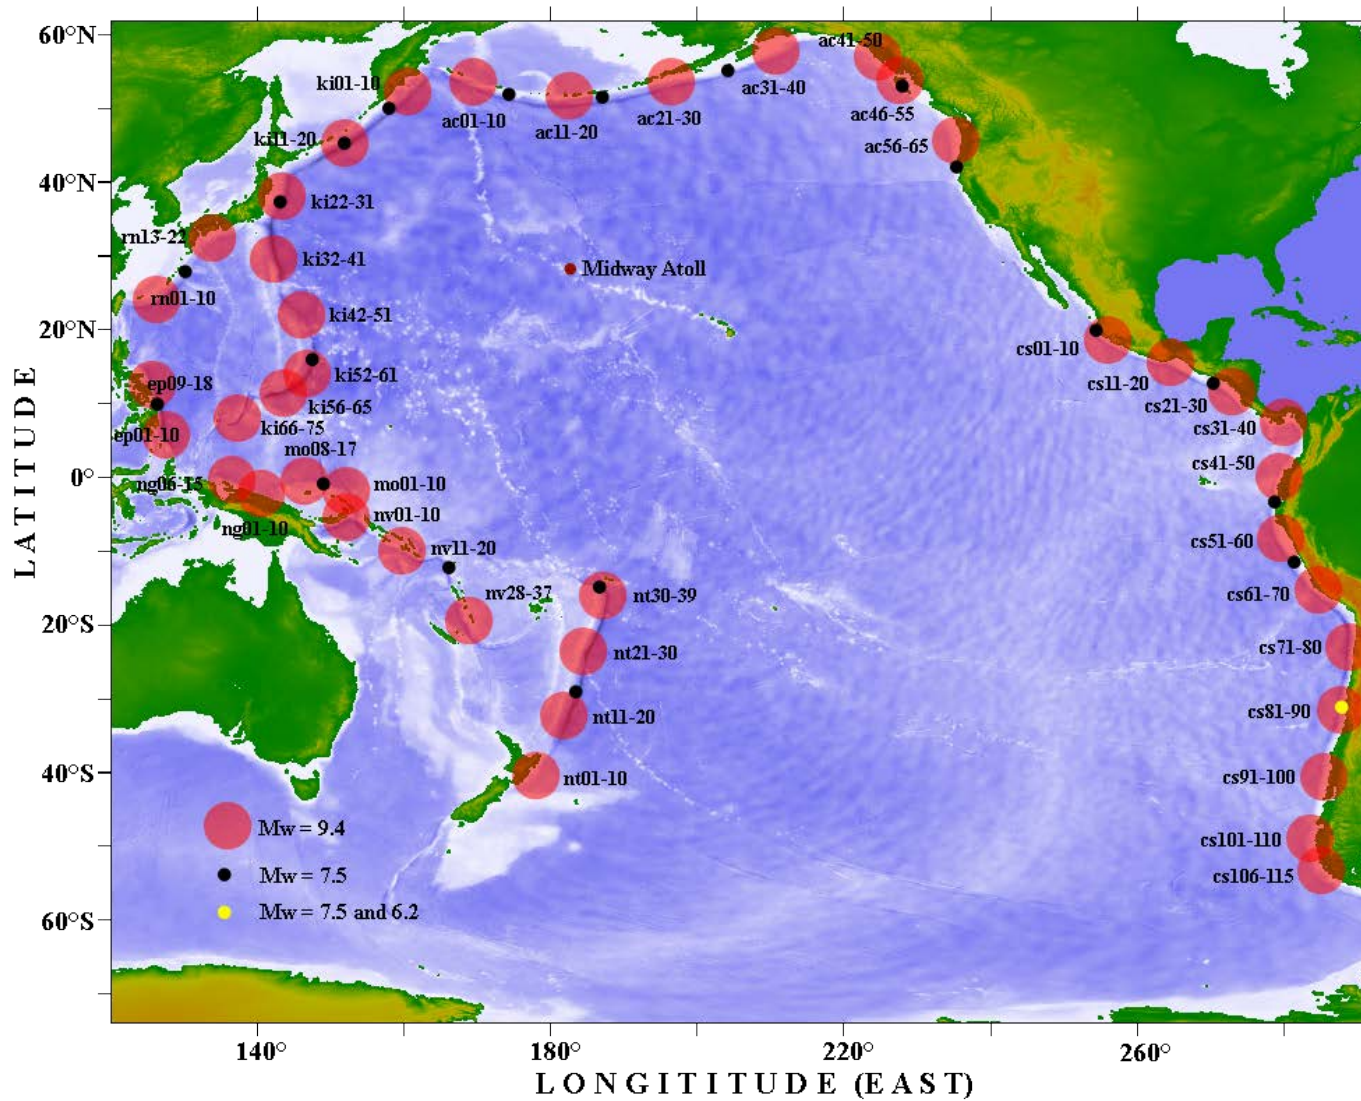 60°N
ac41-50
ki01-10
ac31-40
ac01-10
ac21-30
ac46-55
ac11-20
ki11-20
ac56-65
40°N
ki22-31
rn13-22
ki32-41
Midway Atoll
rn01-10
ki42-51
20°N
cs01-10
ki52-61
ep09-18
cs11-20
ki56-65
cs21-30
ki66-75
cs31-40
ep01-10
mo08-17
cs41-50
0°
ng06-15
mo01-10
nv01-10
ng01-10
cs51-60
nv11-20
nv28-37
nt30-39
cs61-70
20°S
cs71-80
nt21-30
cs81-90
nt11-20
40°S
nt01-10
cs91-100
Mw = 9.4
cs101-110
Mw = 7.5
cs106-115
Mw = 7.5 and 6.2
60°S
LATITUDE
140°
180°
220°
260°
LONGITITUDE (EAST)